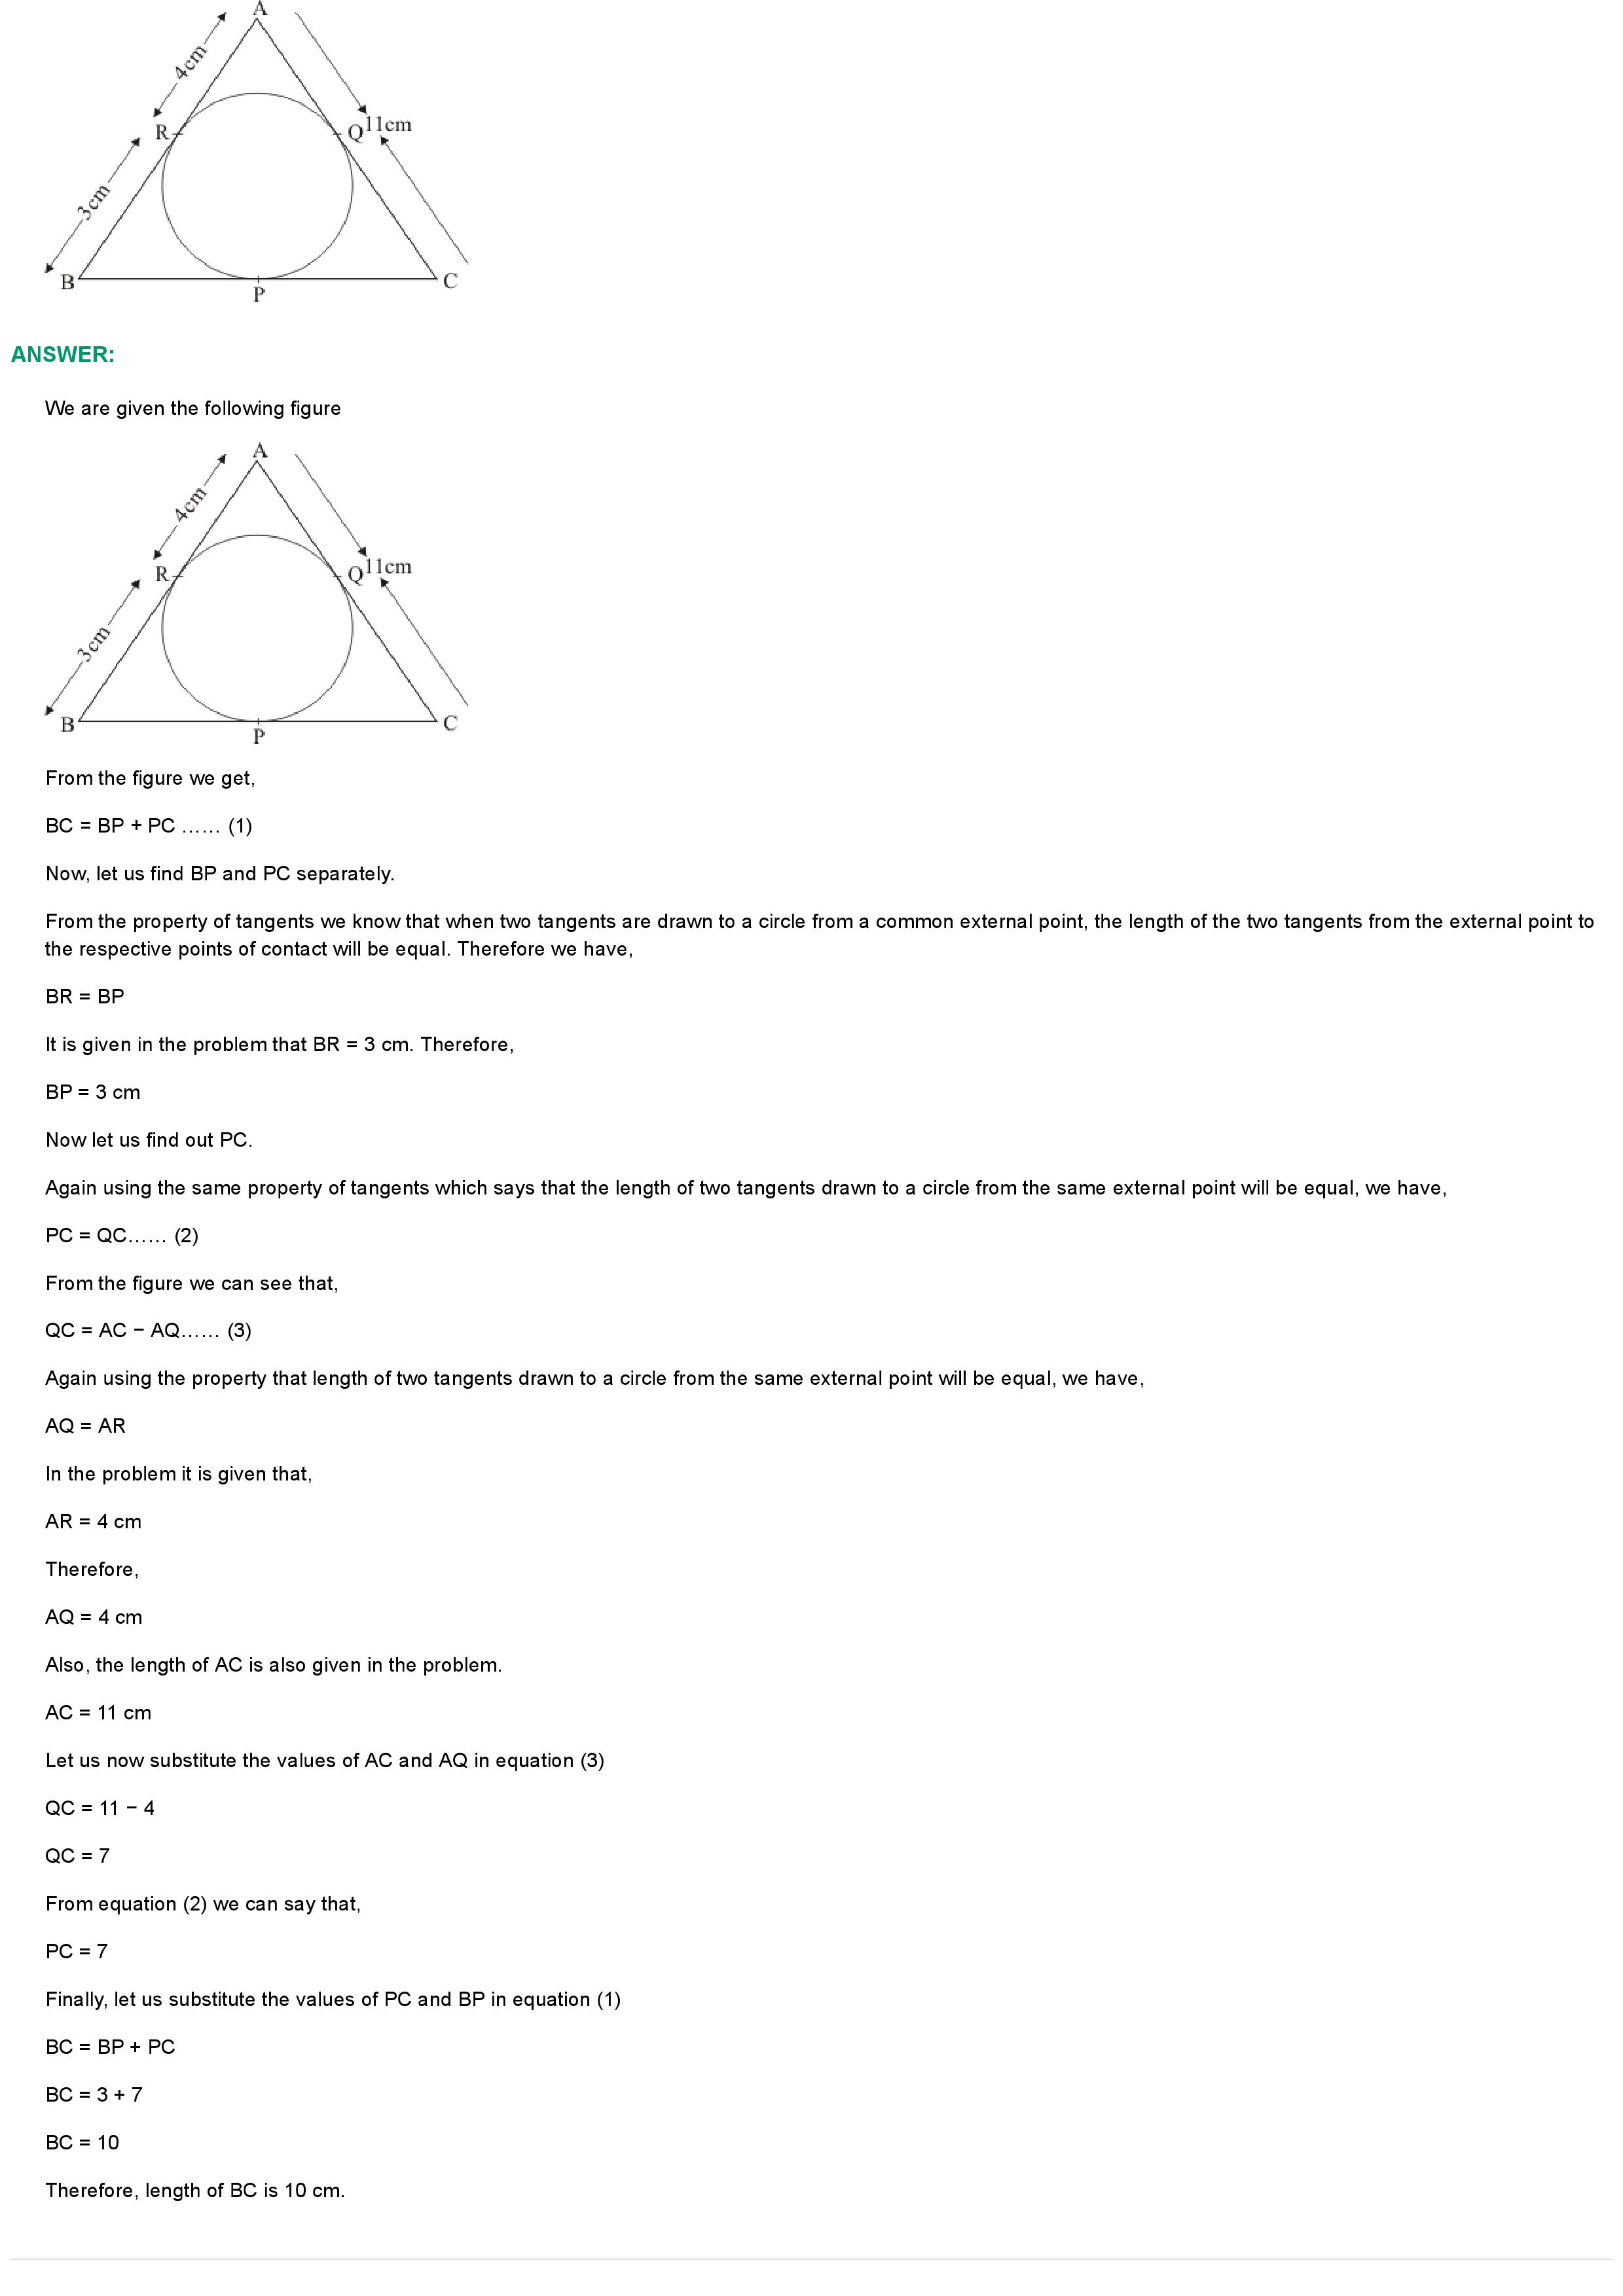 A
4cm
R
Q
11cm
3cm
B
C
P
ANSWER:
We are given the following figure
A
4cm
R
Q
11cm
3cm
B
C
P
From the figure we get,
BC = BP + PC …… (1)
Now, let us find BP and PC separately.
From the property of tangents we know that when two tangents are drawn to a circle from a common external point, the length of the two tangents from the external point to
the respective points of contact will be equal. Therefore we have,
BR = BP
It is given in the problem that BR = 3 cm. Therefore,
BP = 3 cm
Now let us find out PC.
Again using the same property of tangents which says that the length of two tangents drawn to a circle from the same external point will be equal, we have,
PC = QC…… (2)
From the figure we can see that,
QC = AC − AQ…… (3)
Again using the property that length of two tangents drawn to a circle from the same external point will be equal, we have,
AQ = AR
In the problem it is given that,
AR = 4 cm
Therefore,
AQ = 4 cm
Also, the length of AC is also given in the problem.
AC = 11 cm
Let us now substitute the values of AC and AQ in equation (3)
QC = 11 − 4
QC = 7
From equation (2) we can say that,
PC = 7
Finally, let us substitute the values of PC and BP in equation (1)
BC = BP + PC
BC = 3 + 7
BC = 10
Therefore, length of BC is 10 cm.